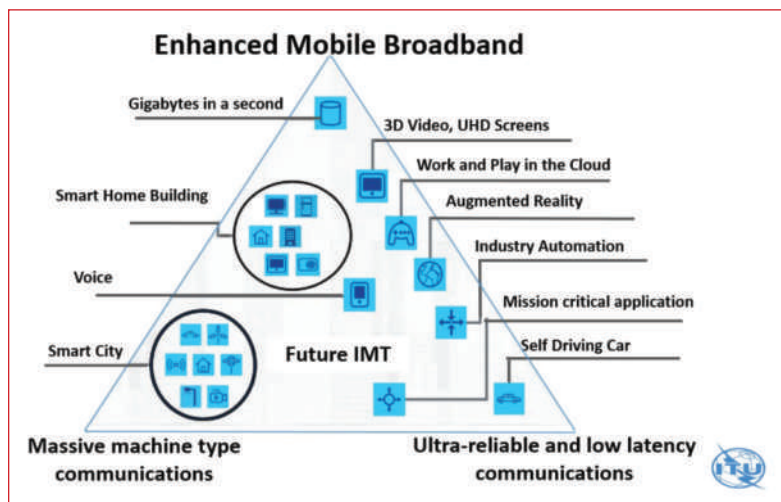 Enhanced Mobile Broadband
Gigabytes in a second
3D Video, UHD Screens
Work and Play in the Cloud
Smart Home Building
Augmented Reality
Industry Automation
Voice
Mission critical application
Smart City
Future IMT
Self Driving Car
Massive machine type
communications
Ultra-reliable and low latency
communications
ITU